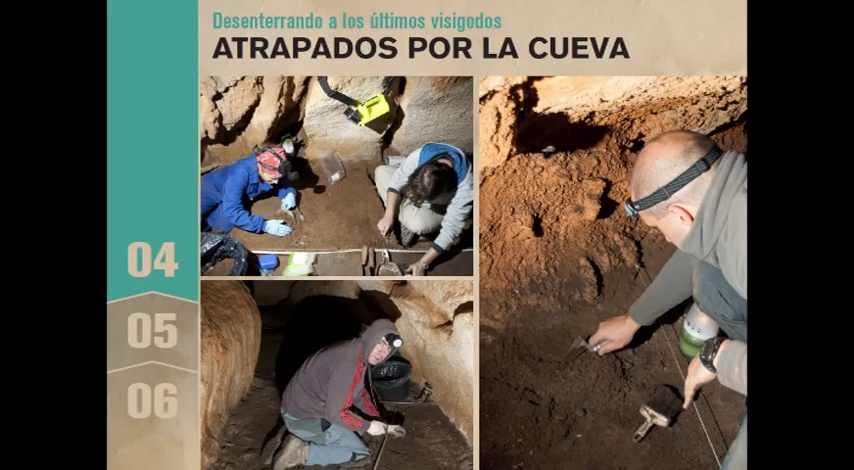 Desenterrando a los últimos visigodos
ATRAPADOS POR LA CUEVA
04
05
06